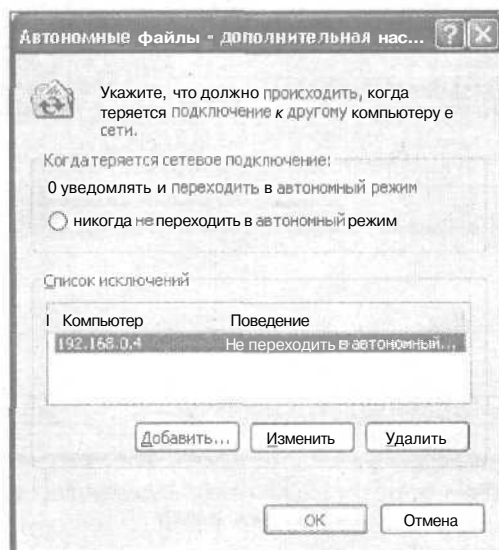 Автономные файлы - дополнительная нас... ? X
Укажите, что должно происходить, когда
теряется подключение к другому компьютеру е
сети.
Когда теряется сетевое подключение:
0 уведомлять и переходить в автономный режим
никогда не переходить в автономный режим
Список исключений
I Компьютер Поведение
192.168.0.4 Не переходить в автономный...
Добавить... Изменить Удалить
ОК Отмена